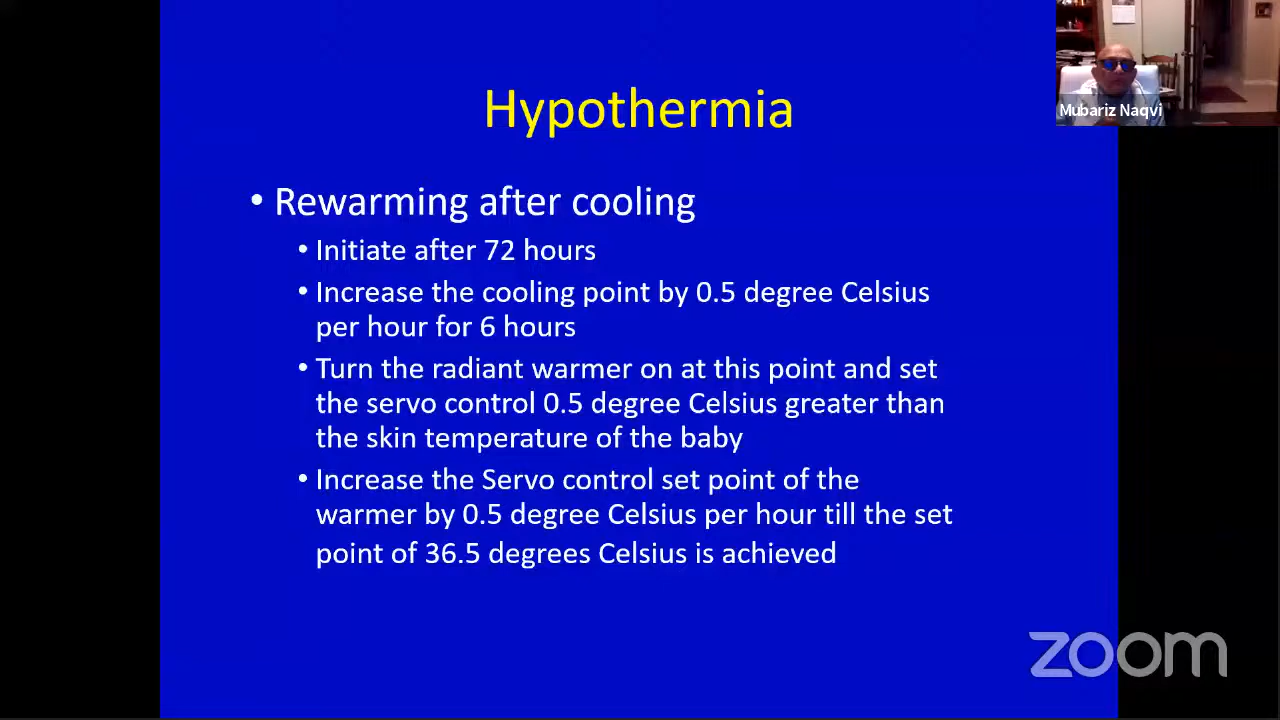 Hypothermia
Mubariz Naqvi
• Rewarming after cooling
• Initiate after 72 hours
• Increase the cooling point by 0.5 degree Celsius
per hour for 6 hours
• Turn the radiant warmer on at this point and set
the servo control 0.5 degree Celsius greater than
the skin temperature of the baby
• Increase the Servo control set point of the
warmer by 0.5 degree Celsius per hour till the set
point of 36.5 degrees Celsius is achieved
zoom